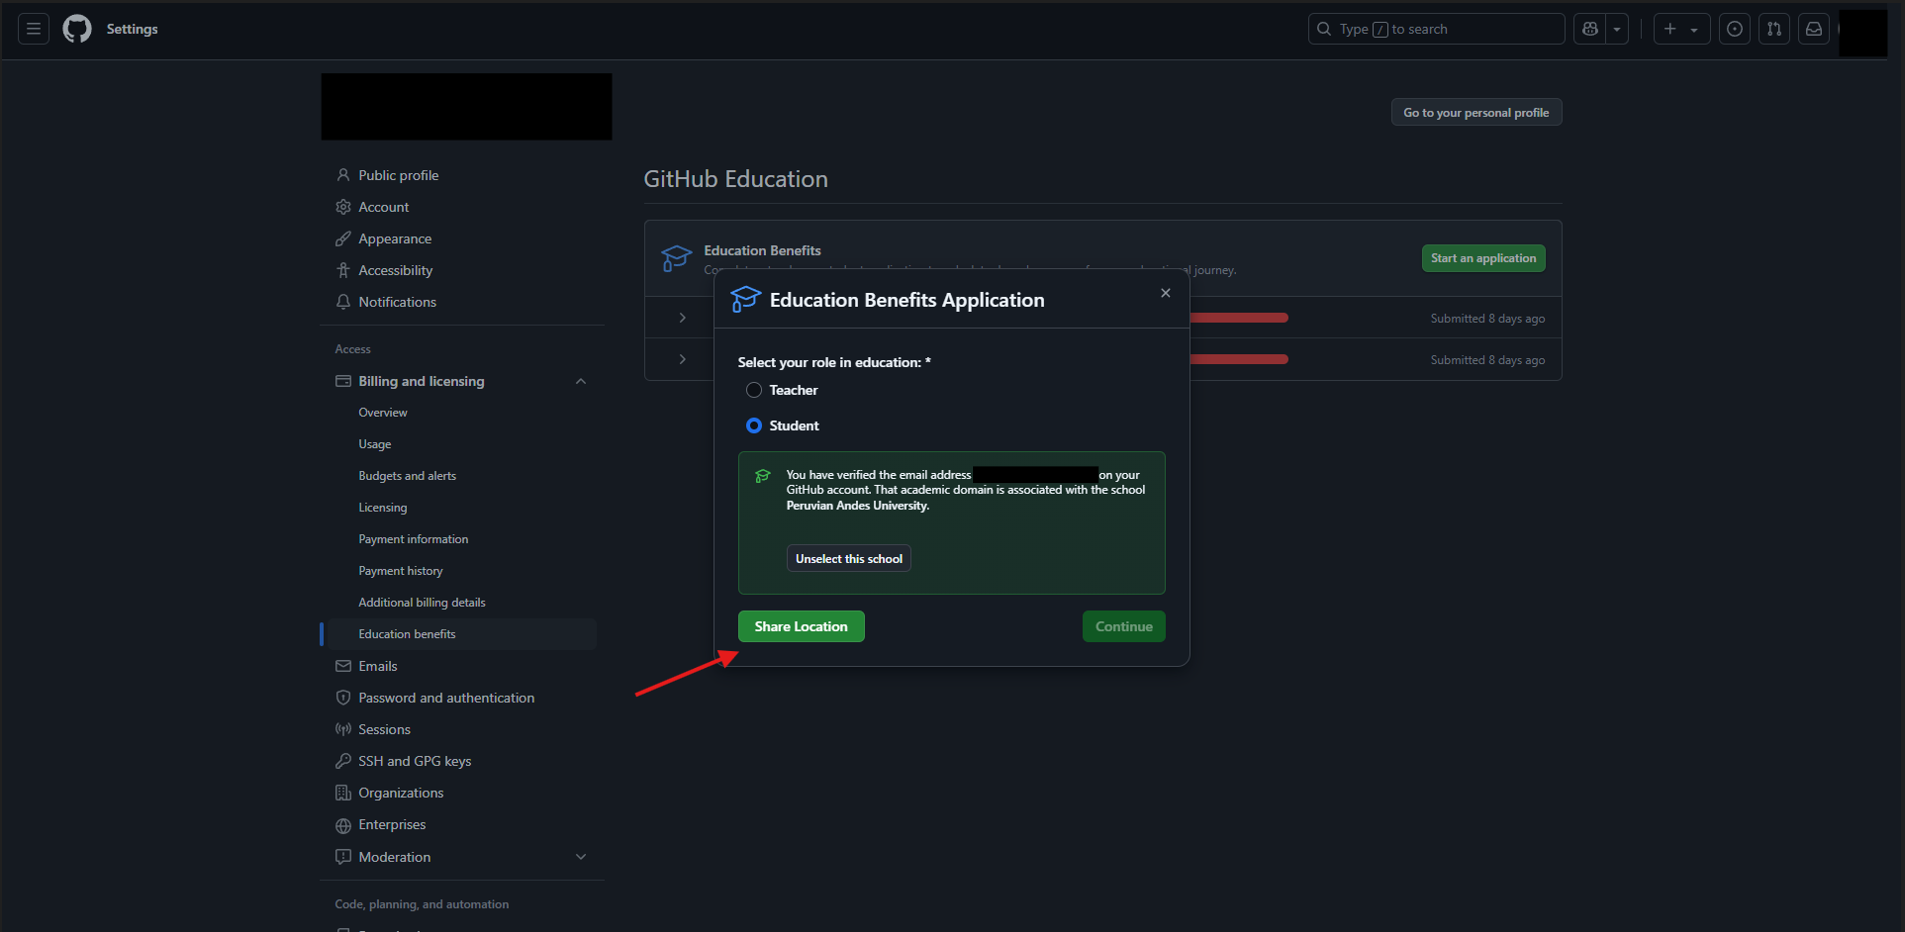 Settings
Type / to search
Go to your personal profile
Public profile
Account
Appearance
Accessibility
Notifications
Access
Billing and licensing
Overview
Usage
Budgets and alerts
Licensing
Payment information
Payment history
Additional billing details
Education benefits
Emails
Password and authentication
Sessions
SSH and GPG keys
Organizations
Enterprises
Moderation
Code, planning, and automation
GitHub Education
Education Benefits
journey.
Start an application
Submitted 8 days ago
Submitted 8 days ago
Education Benefits Application
Select your role in education: *
Teacher
Student
You have verified the email address on your
GitHub account. That academic domain is associated with the school
Peruvian Andes University.
Unselect this school
Share Location
Continue